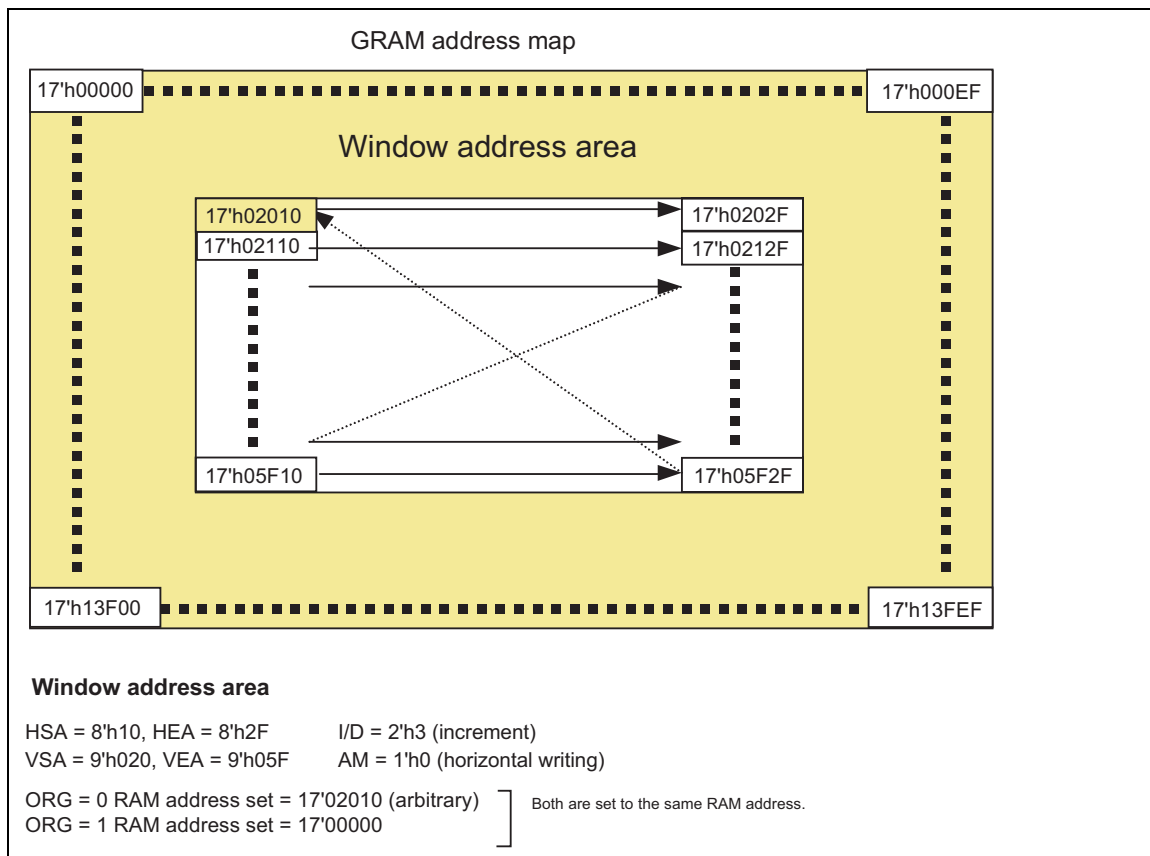 GRAM address map
17'h00000
17'h000EF
Window address area
17'h02010
17'h0202F
17'h02110
17'h0212F
17'h05F10
17'h05F2F
17'h13F00
17'h13FEF
Window address area
HSA = 8'h10, HEA = 8'h2F I/D = 2'h3 (increment)
VSA = 9'h020, VEA = 9'h05F AM = 1'h0 (horizontal writing)
ORG = 0 RAM address set = 17'02010 (arbitrary)
Both are set to the same RAM address.
ORG = 1 RAM address set = 17'00000